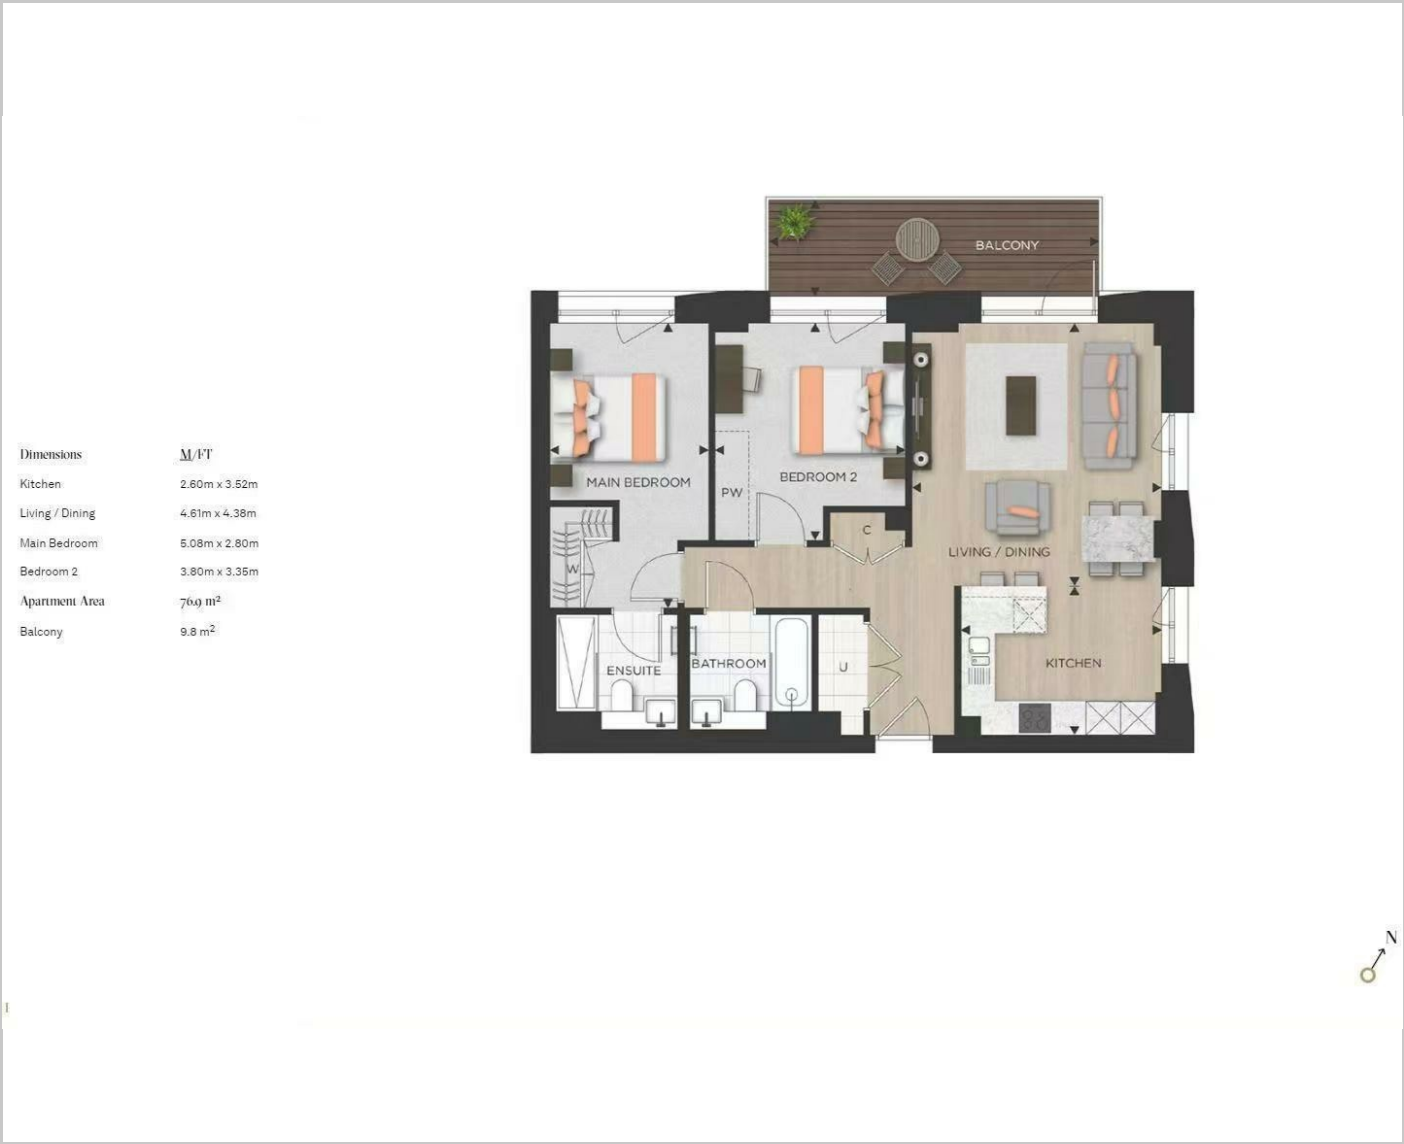 Dimensions M/FT
Kitchen 2.60m x 3.52m
Living / Dining 4.61m x 4.38m
Main Bedroom 5.08m x 2.80m
Bedroom 2 3.80m x 3.35m
Apartment Area 76.9 m²
Balcony 9.8 m²
BALCONY
MAIN BEDROOM
BEDROOM 2
PW
C
LIVING / DINING
W
ENSUITE
BATHROOM
U
KITCHEN
N
I